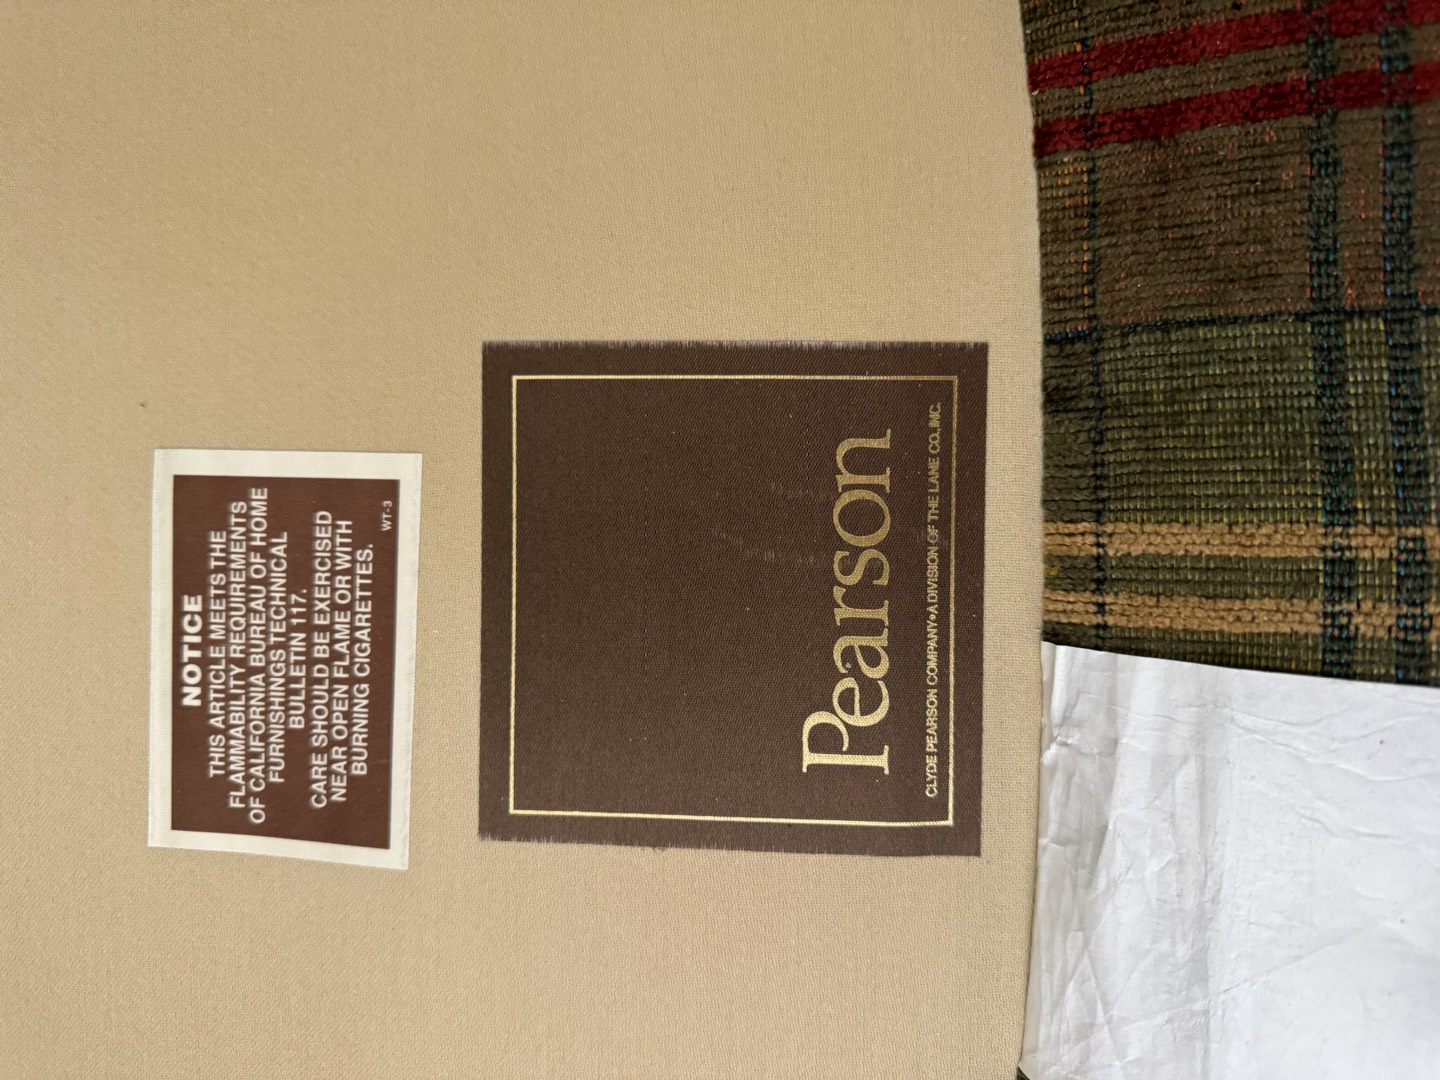 NOTICE
THIS ARTICLE MEETS THE
FLAMMABILITY REQUIREMENTS
OF CALIFORNIA BUREAU OF HOME
FURNISHINGS TECHNICAL
BULLETIN 117.
CARE SHOULD BE EXERCISED
NEAR OPEN FLAME OR WITH
BURNING CIGARETTES.
WT-3
Pearson
CLYDE PEARSON COMPANY•A DIVISION OF THE LANE CO., INC.